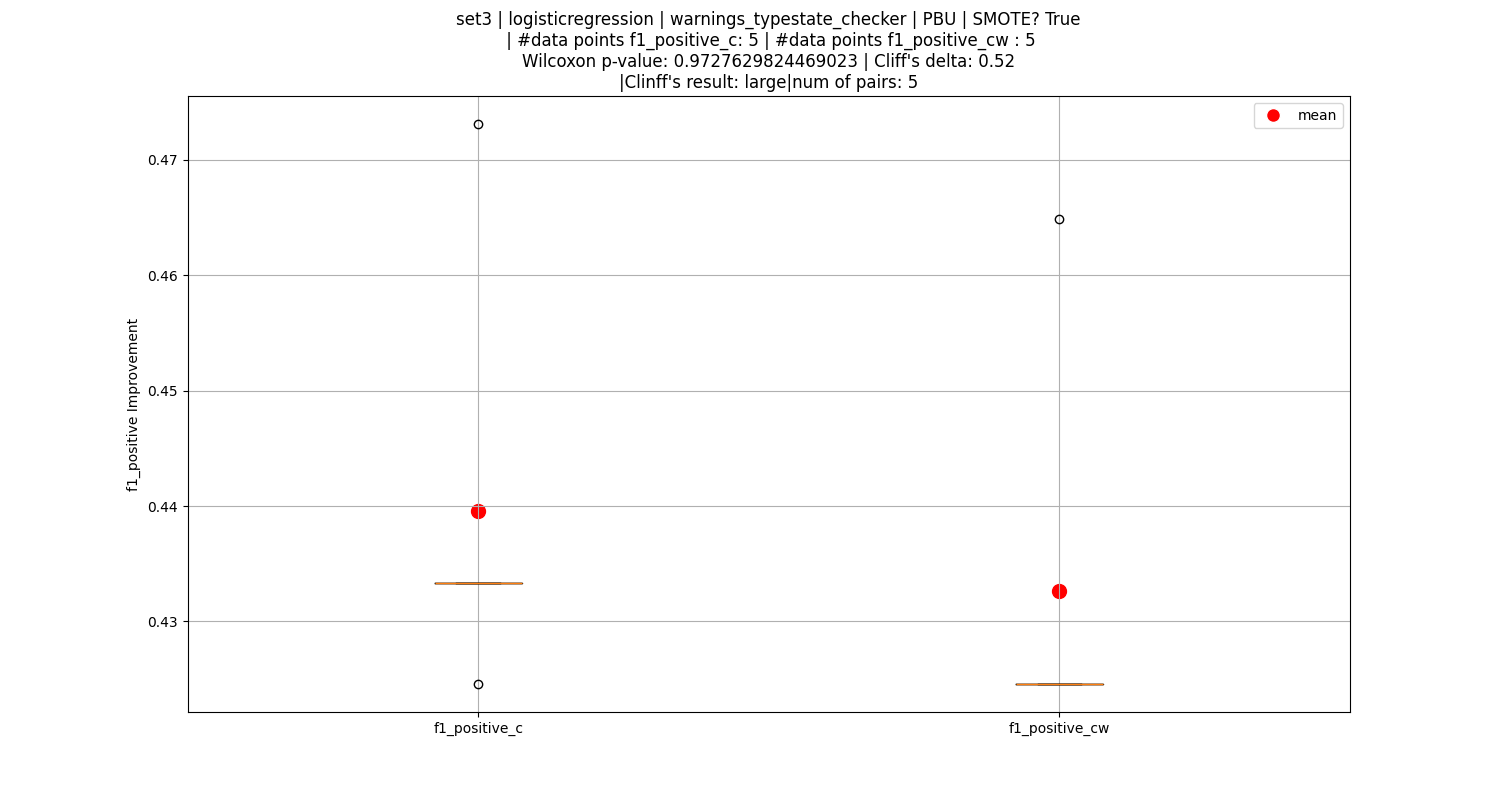 set3 | logisticregression | warnings_typestate_checker | PBU | SMOTE? True
| #data points f1_positive_c: 5 | #data points f1_positive_cw : 5
Wilcoxon p-value: 0.9727629824469023 | Cliff's delta: 0.52
|Clinff's result: large|num of pairs: 5
mean
0.47
0.46
0.45
0.44
0.43
f1_positive Improvement
f1_positive_c
f1_positive_cw